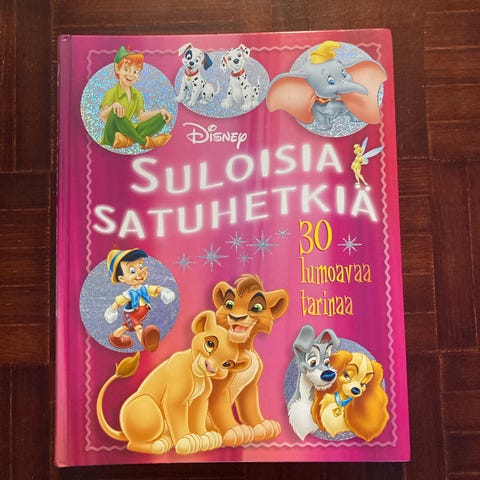 Disney
SULOISIA
SATUHETKIÄ
30
lumoavaa
tarinaa